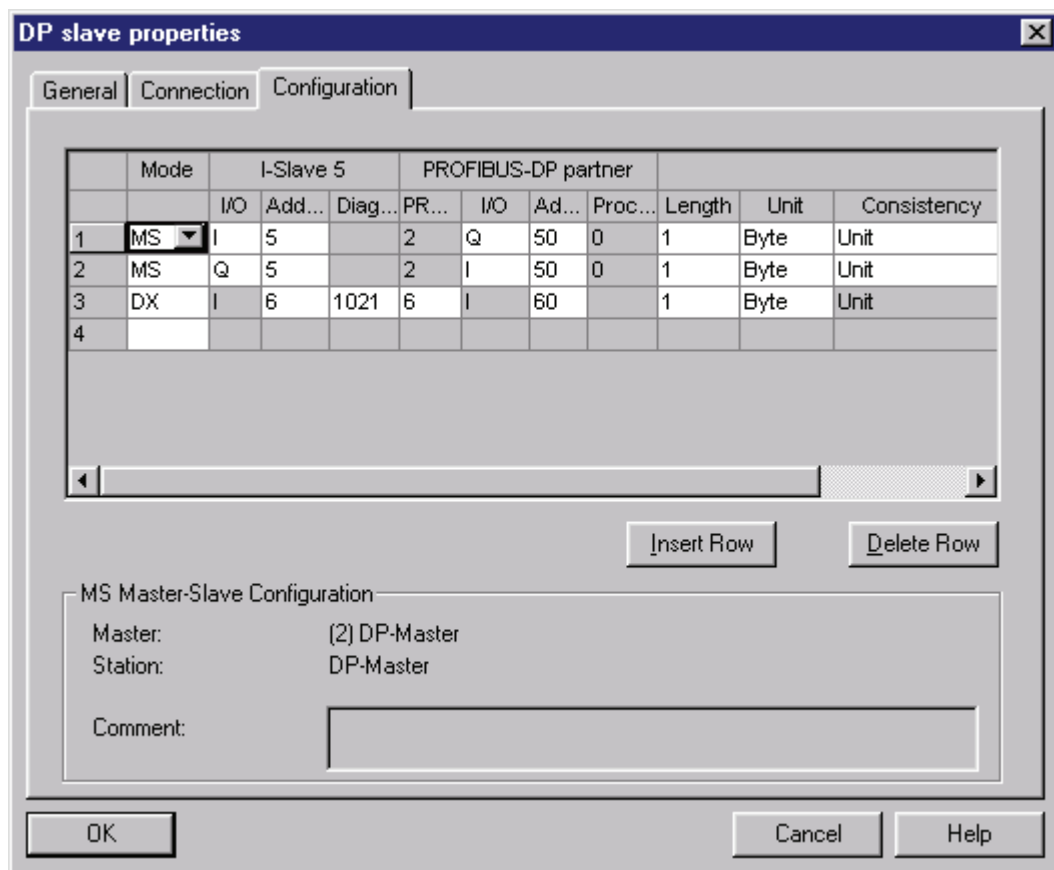 DP slave properties
General Connection Configuration
Mode I-Slave 5 PROFIBUS-DP partner
I/O Add... Diag... PR... I/O Ad... Proc... Length Unit Consistency
1 MS I 5 2 Q 50 0 1 Byte Unit
2 MS Q 5 2 I 50 0 1 Byte Unit
3 DX I 6 1021 6 I 60 1 Byte Unit
4
Insert Row Delete Row
MS Master-Slave Configuration
Master: (2) DP-Master
Station: DP-Master
Comment:
OK Cancel Help